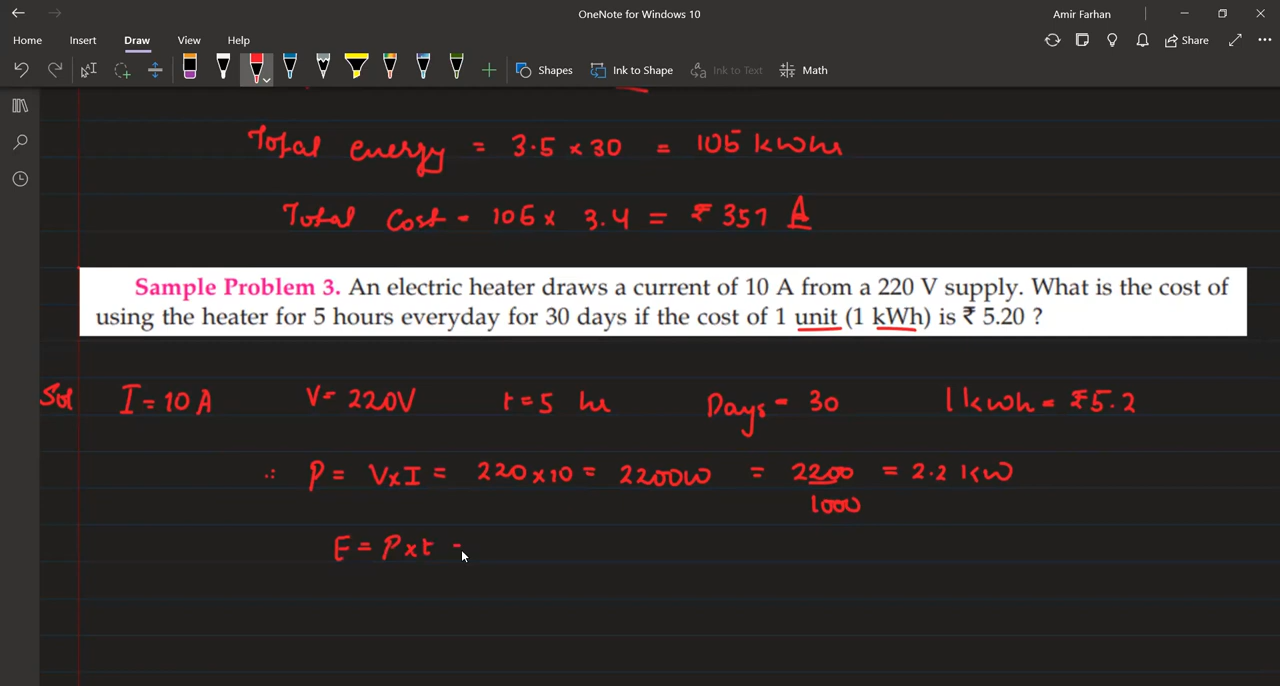 OneNote for Windows 10
Amir Farhan
Home Insert Draw View Help
Share
Shapes Ink to Shape Ink to Text Math
Total energy = 3.5 × 30 = 105 kwhr
Total Cost = 105 × 3.4 = ₹ 357 A
Sample Problem 3. An electric heater draws a current of 10 A from a 220 V supply. What is the cost of
using the heater for 5 hours everyday for 30 days if the cost of 1 unit (1 kWh) is ₹ 5.20 ?
Sol I = 10 A V = 220V t = 5 hr Days = 30 1 kwh = ₹5.2
∴ P = V×I = 220×10 = 2200W = 2200/1000 = 2.2 KW
E = P×t =